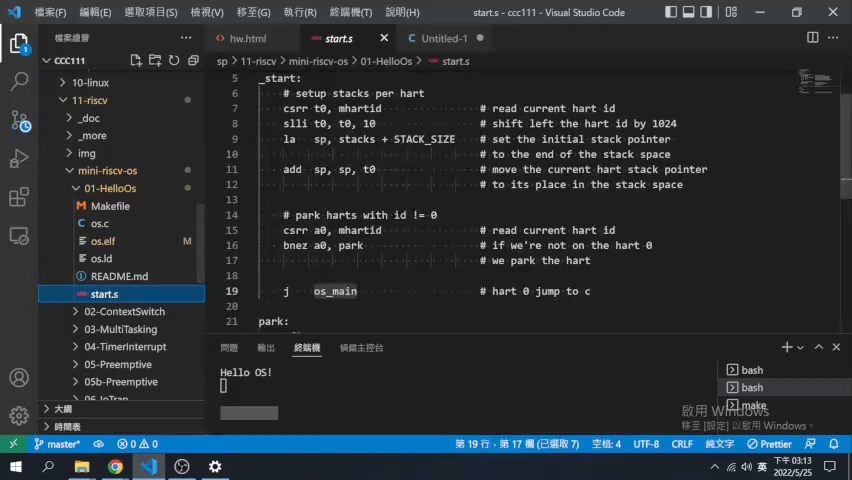 檔案(F) 編輯(E) 選取項目(S) 檢視(V) 移至(G) 執行(R) 終端機(T) 說明(H) start.s - ccc111 - Visual Studio Code
檔案總管 ···
hw.html start.s Untitled-1
CCC111
sp > 11-riscv > mini-riscv-os > 01-HelloOs > start.s
10-linux
11-riscv
_doc
_more
img
mini-riscv-os
01-HelloOs
Makefile
os.c
os.elf M
os.ld
README.md
start.s
02-ContextSwitch
03-MultiTasking
04-TimerInterrupt
05-Preemptive
05b-Preemptive
大綱
時間表
5 _start:
6 # setup stacks per hart
7 csrr t0, mhartid # read current hart id
8 slli t0, t0, 10 # shift left the hart id by 1024
9 la sp, stacks + STACK_SIZE # set the initial stack pointer
10 # to the end of the stack space
11 add sp, sp, t0 # move the current hart stack pointer
12 # to its place in the stack space
13
14 # park harts with id != 0
15 csrr a0, mhartid # read current hart id
16 bnez a0, park # if we're not on the hart 0
17 # we park the hart
18
19 j os_main # hart 0 jump to c
20
21 park:
問題 輸出 終端機 偵錯主控台
Hello OS!
bash
bash
make
啟用 Windows
移至 [設定] 以啟用 Windows。
master* 0 0 第 19 行，第 17 欄 (已選取 7) 空格: 4 UTF-8 CRLF 純文字 Prettier
英 下午 03:13
2022/5/25